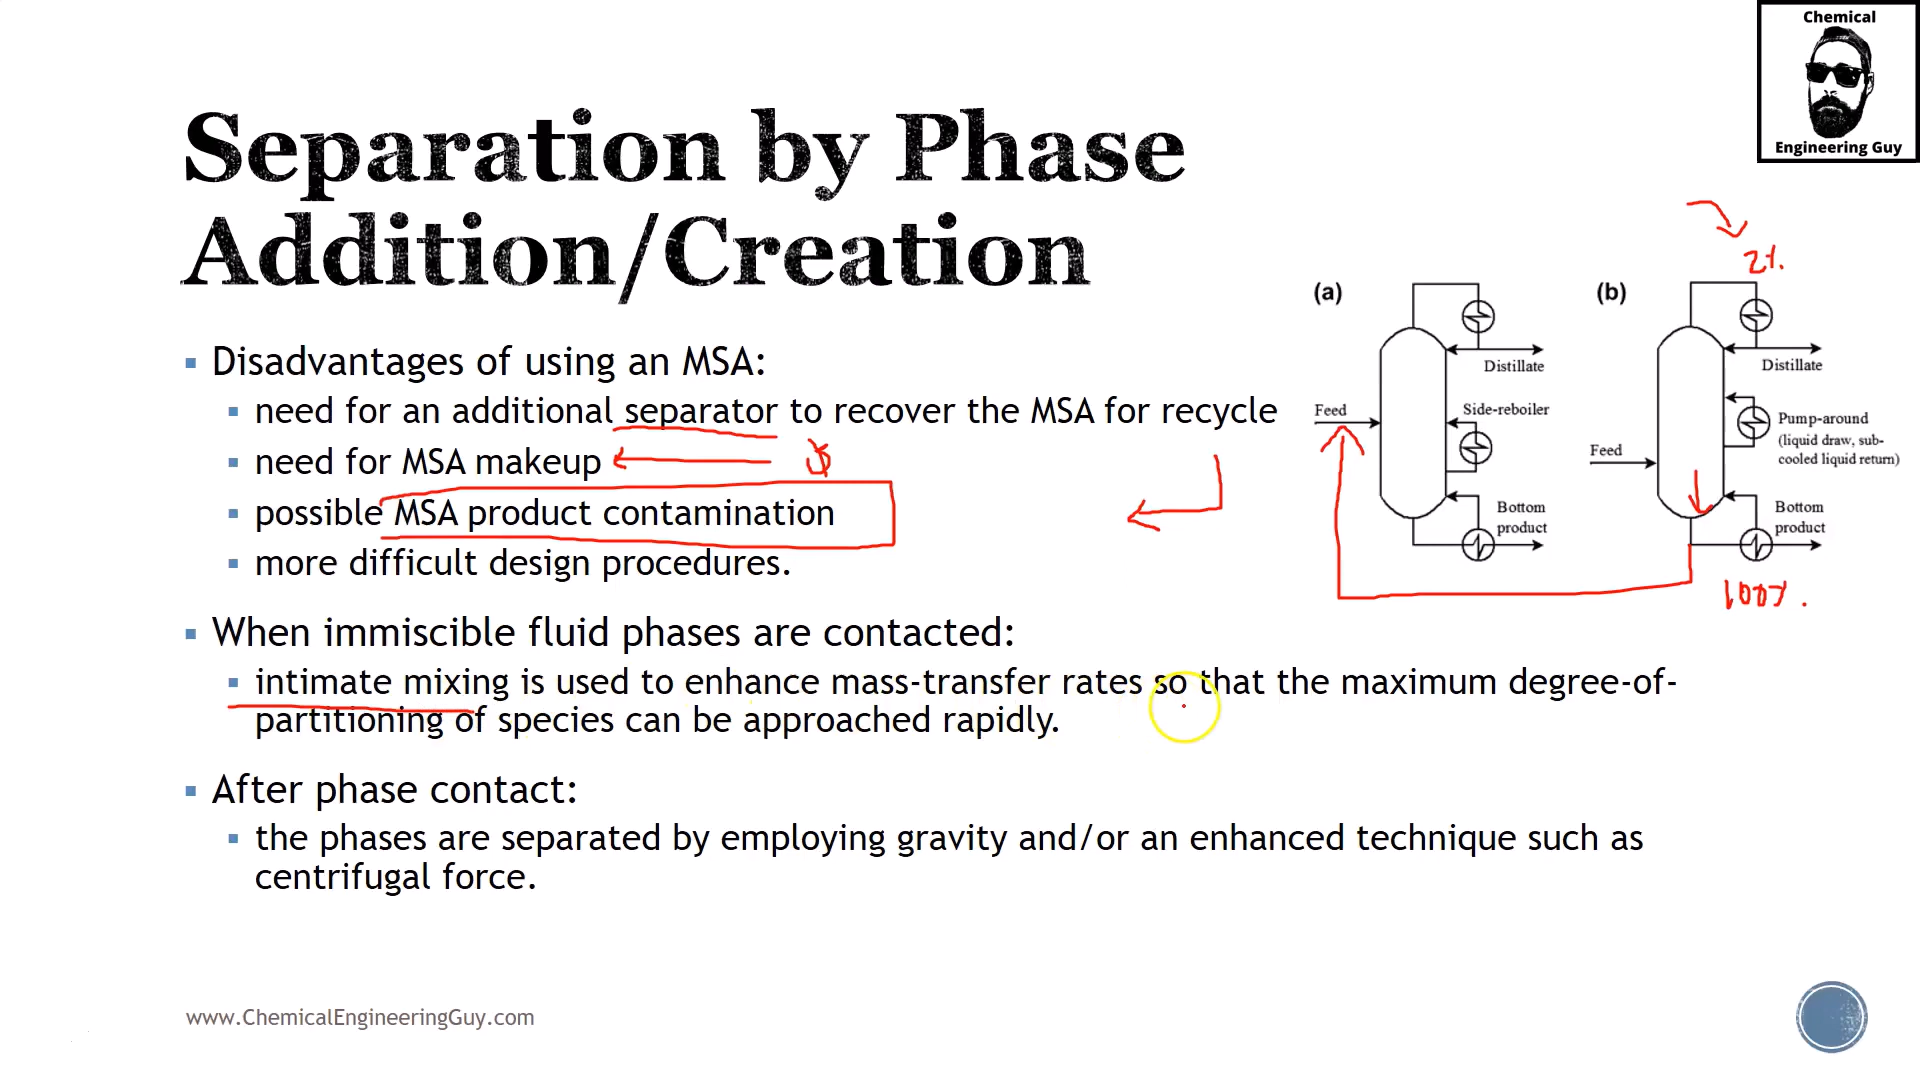 Chemical
Engineering Guy
Separation by Phase
Addition/Creation
Disadvantages of using an MSA:
need for an additional separator to recover the MSA for recycle
need for MSA makeup
$
possible MSA product contamination
more difficult design procedures.
When immiscible fluid phases are contacted:
intimate mixing is used to enhance mass-transfer rates so that the maximum degree-of-
partitioning of species can be approached rapidly.
After phase contact:
the phases are separated by employing gravity and/or an enhanced technique such as
centrifugal force.
(a)
Distillate
Feed
Side-reboiler
Bottom
product
2%.
(b)
Distillate
Pump-around
(liquid draw, sub-
cooled liquid return)
Feed
Bottom
product
100%.
www.ChemicalEngineeringGuy.com